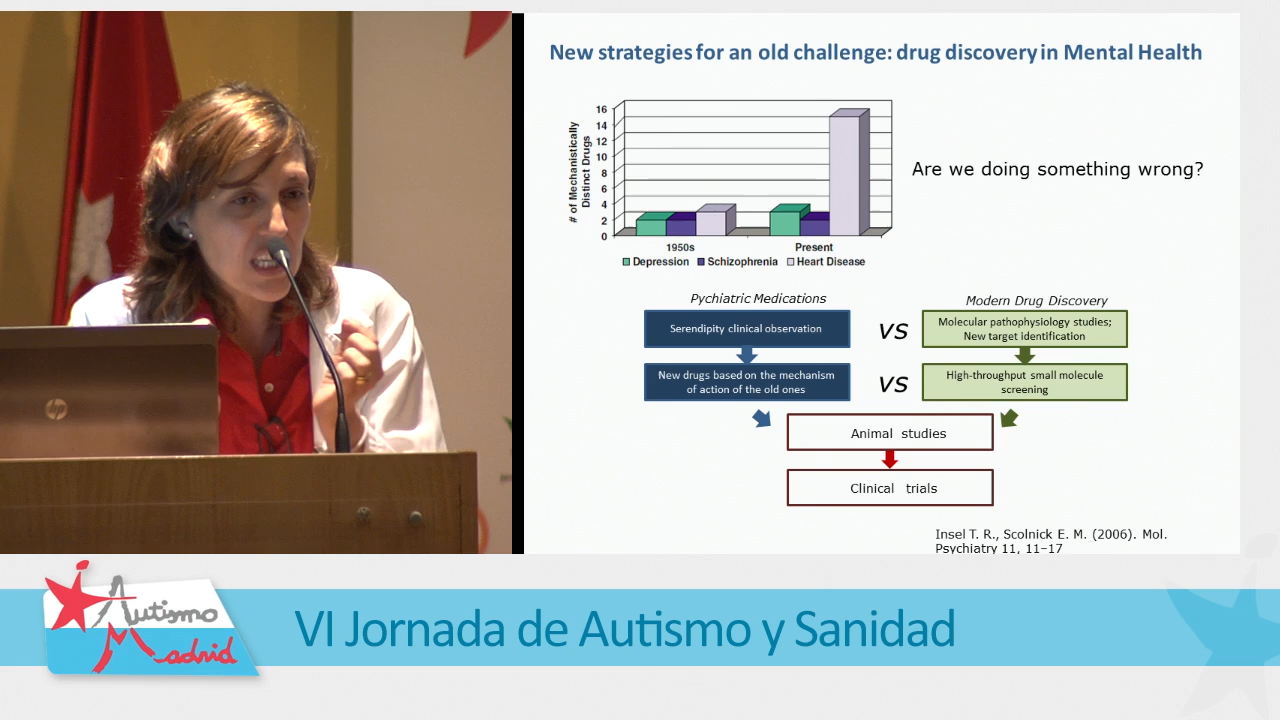 New strategies for an old challenge: drug discovery in Mental Health
# of Mechanistically
Distinct Drugs
16
14
12
10
8
6
4
2
0
1950s
Present
Depression
Schizophrenia
Heart Disease
Are we doing something wrong?
Pychiatric Medications
Modern Drug Discovery
Serendipity clinical observation
vs
Molecular pathophysiology studies;
New target identification
New drugs based on the mechanism
of action of the old ones
vs
High-throughput small molecule
screening
Animal studies
Clinical trials
Insel T. R., Scolnick E. M. (2006). Mol.
Psychiatry 11, 11–17
hp
Autismo
Madrid
VI Jornada de Autismo y Sanidad